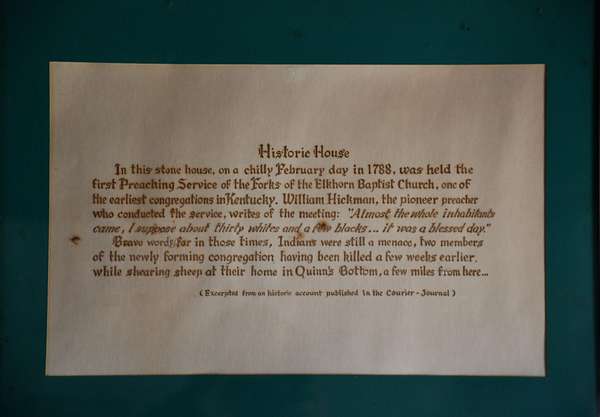 Historic House
In this stone house, on a chilly February day in 1788, was held the
first Preaching Service of the Forks of the Elkhorn Baptist Church, one of
the earliest congregations in Kentucky. William Hickman, the pioneer preacher
who conducted the service, writes of the meeting: "Almost the whole inhabitants
came, I suppose about thirty whites and a few blacks... it was a blessed day."
Brave words, for in those times, Indians were still a menace, two members
of the newly forming congregation having been killed a few weeks earlier,
while shearing sheep at their home in Quinn's Bottom, a few miles from here...
(Excerpted from an historic account published in the Courier-Journal)